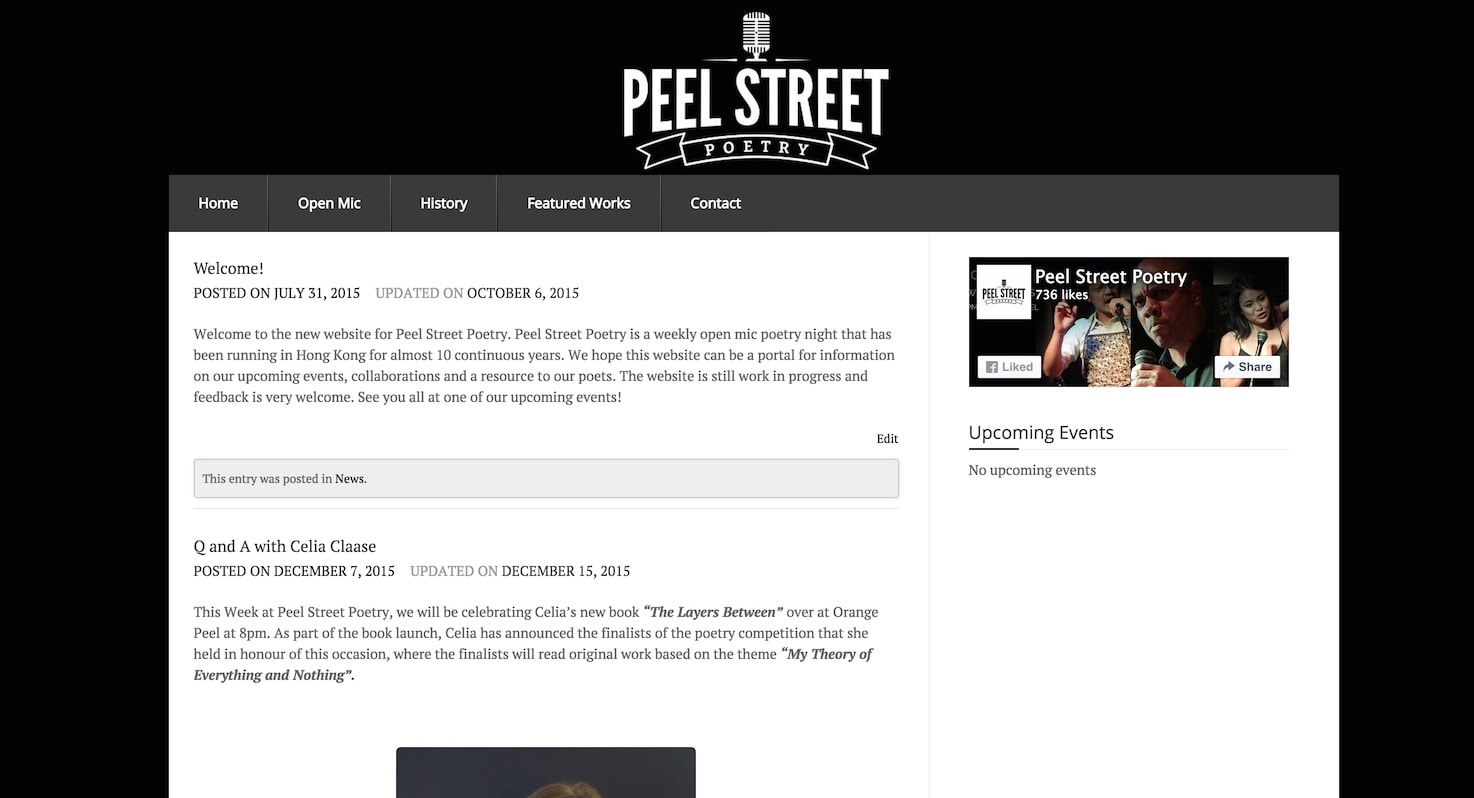 PEEL STREET
POETRY
Home
Open Mic
History
Featured Works
Contact
Welcome!
POSTED ON JULY 31, 2015 UPDATED ON OCTOBER 6, 2015
Welcome to the new website for Peel Street Poetry. Peel Street Poetry is a weekly open mic poetry night that has
been running in Hong Kong for almost 10 continuous years. We hope this website can be a portal for information
on our upcoming events, collaborations and a resource to our poets. The website is still work in progress and
feedback is very welcome. See you all at one of our upcoming events!
Edit
This entry was posted in News.
Q and A with Celia Claase
POSTED ON DECEMBER 7, 2015 UPDATED ON DECEMBER 15, 2015
This Week at Peel Street Poetry, we will be celebrating Celia’s new book “The Layers Between” over at Orange
Peel at 8pm. As part of the book launch, Celia has announced the finalists of the poetry competition that she
held in honour of this occasion, where the finalists will read original work based on the theme “My Theory of
Everything and Nothing”.
PEEL STREET
Peel Street Poetry
736 likes
Liked
Share
Upcoming Events
No upcoming events